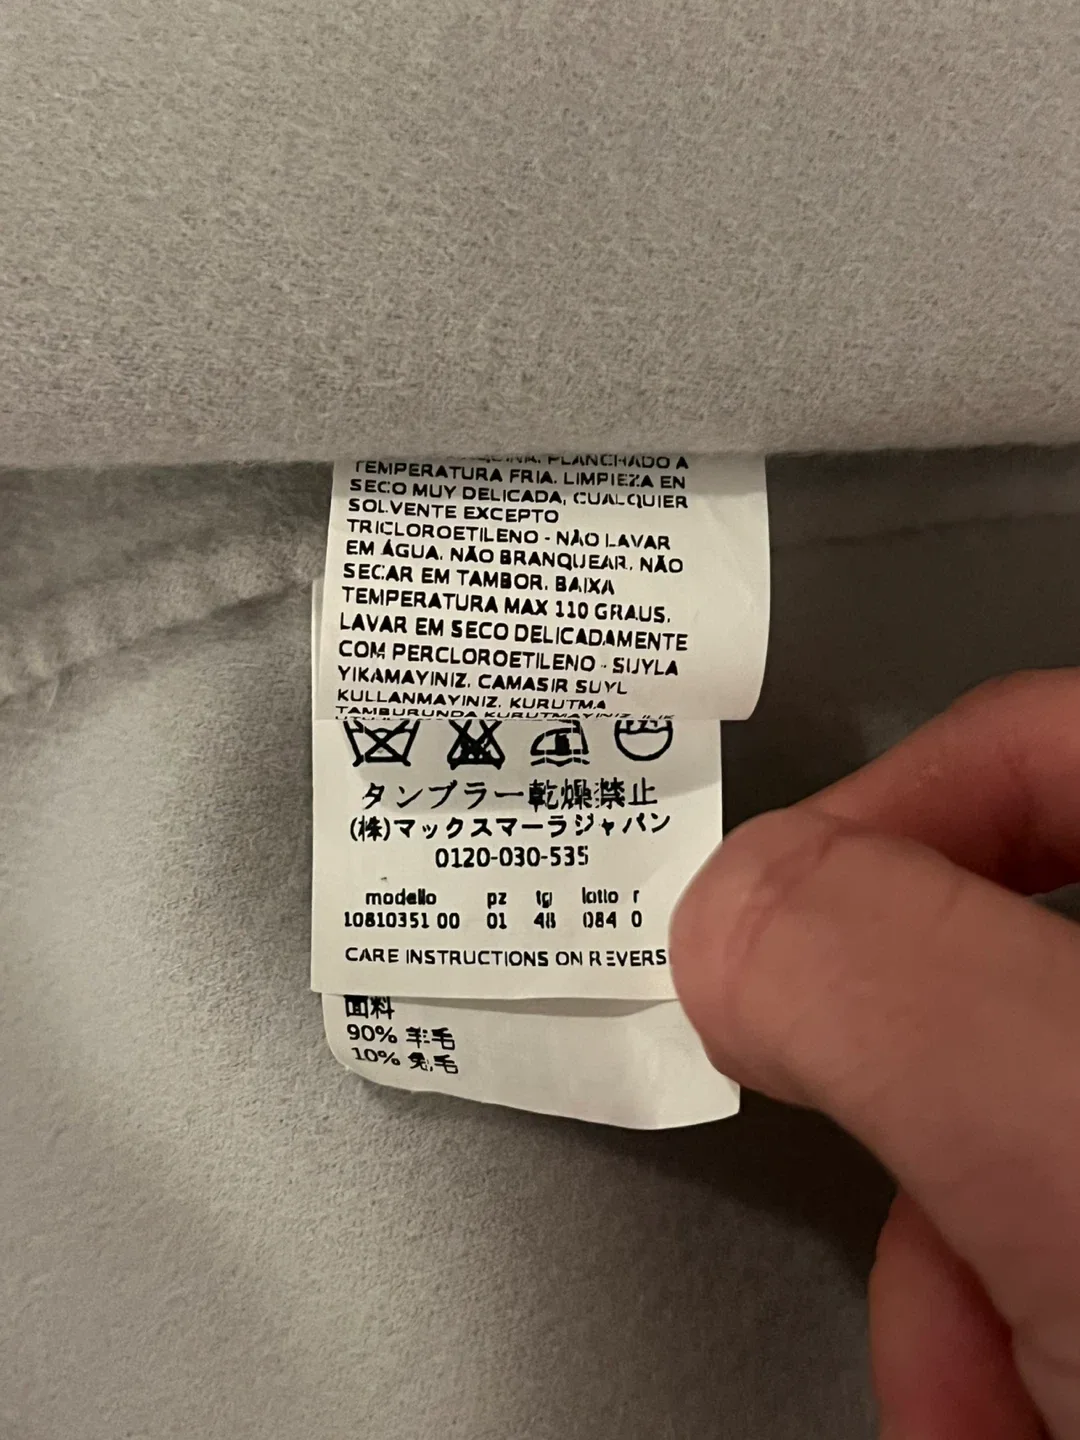 PLANCHADO A
TEMPERATURA FRIA. LIMPIEZA EN
SECO MUY DELICADA, CUALQUIER
SOLVENTE EXCEPTO
TRICLOROETILENO - NÃO LAVAR
EM ÁGUA. NÃO BRANQUEAR. NÃO
SECAR EM TAMBOR. BAIXA
TEMPERATURA MAX 110 GRAUS.
LAVAR EM SECO DELICADAMENTE
COM PERCLOROETILENO - SUYLA
YIKAMAYINIZ. CAMASIR SUYL
KULLANMAYINIZ. KURUTMA
TAMBURUNDA KURUTMAYINIZ.
タンブラー乾燥禁止
(株)マックスマーラジャパン
0120-030-535
modello pz tg lotto r
10810351 00 01 48 084 0
CARE INSTRUCTIONS ON REVERS
面料
90% 羊毛
10% 兔毛